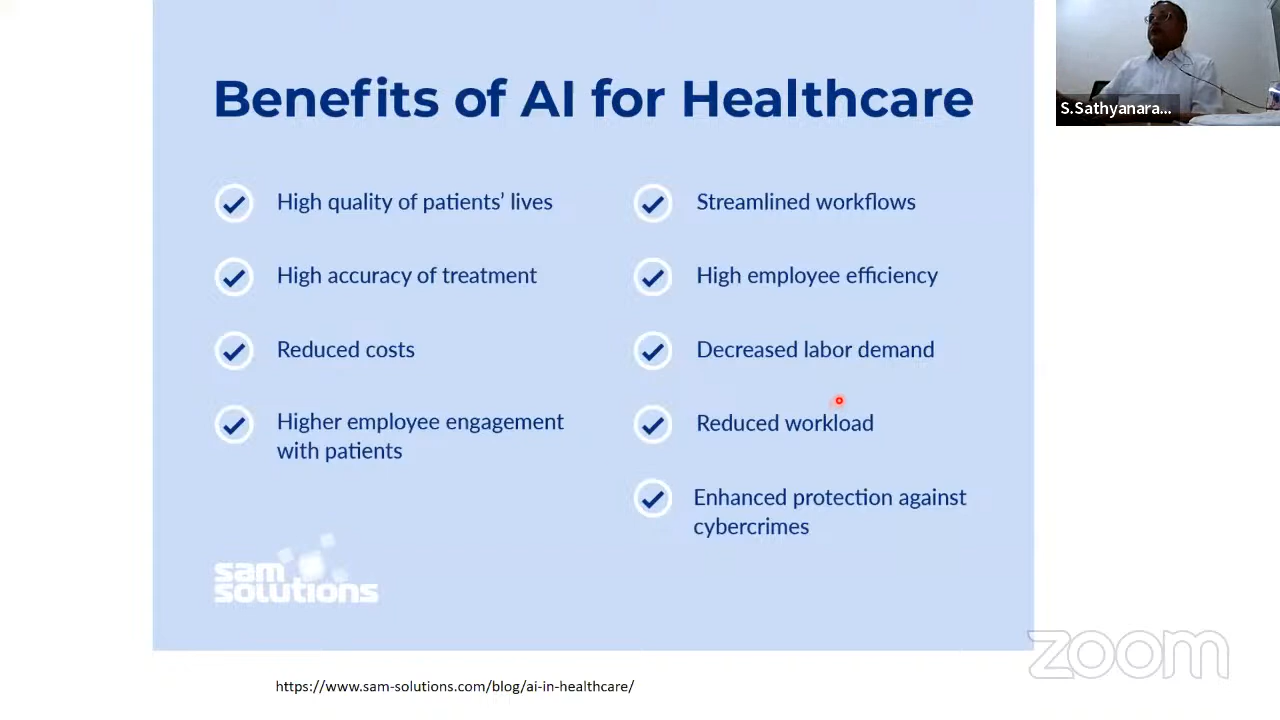 Benefits of AI for Healthcare
High quality of patients’ lives
High accuracy of treatment
Reduced costs
Higher employee engagement
with patients
Streamlined workflows
High employee efficiency
Decreased labor demand
Reduced workload
Enhanced protection against
cybercrimes
sam
solutions
https://www.sam-solutions.com/blog/ai-in-healthcare/
S.Sathyanara...
zoom